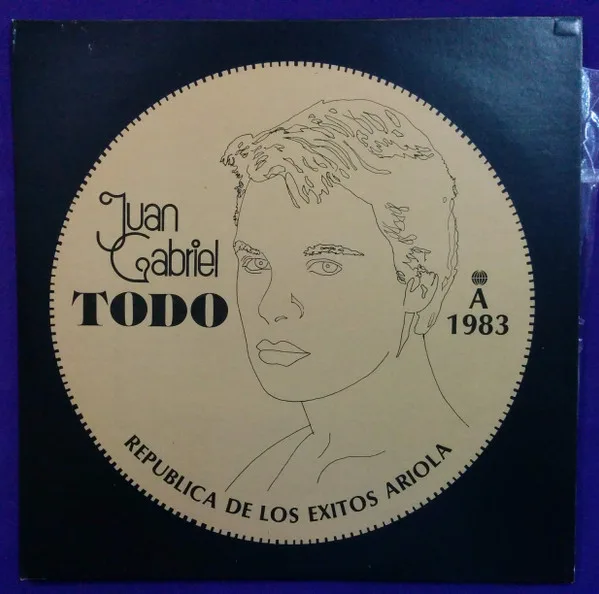 Juan
Gabriel
TODO
A
1983
REPUBLICA DE LOS EXITOS ARIOLA